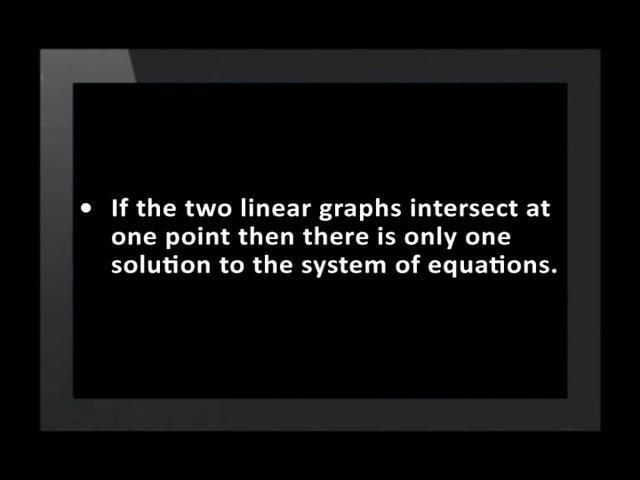 • If the two linear graphs intersect at
one point then there is only one
solution to the system of equations.